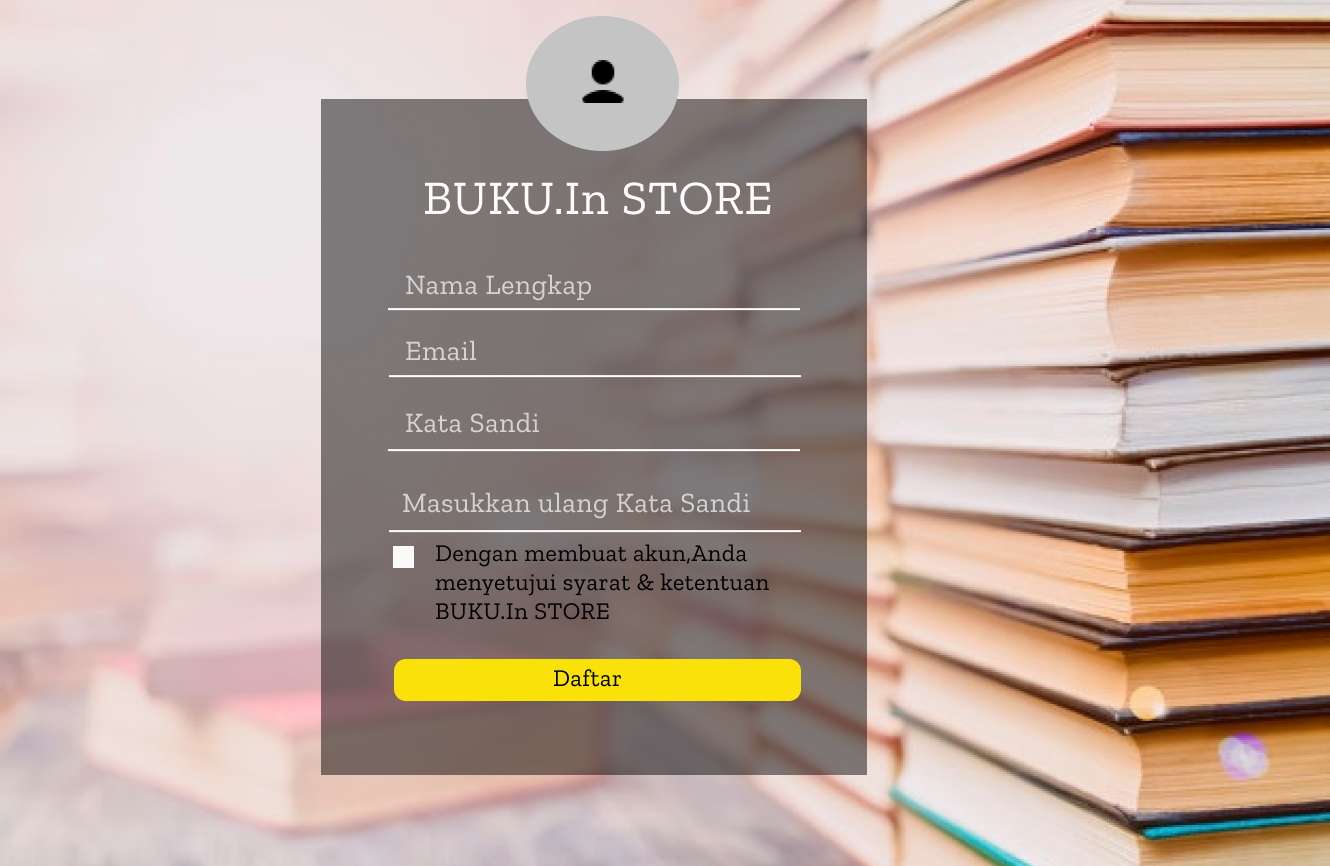 BUKU.In STORE
Nama Lengkap
Email
Kata Sandi
Masukkan ulang Kata Sandi
Dengan membuat akun,Anda
menyetujui syarat & ketentuan
BUKU.In STORE
Daftar